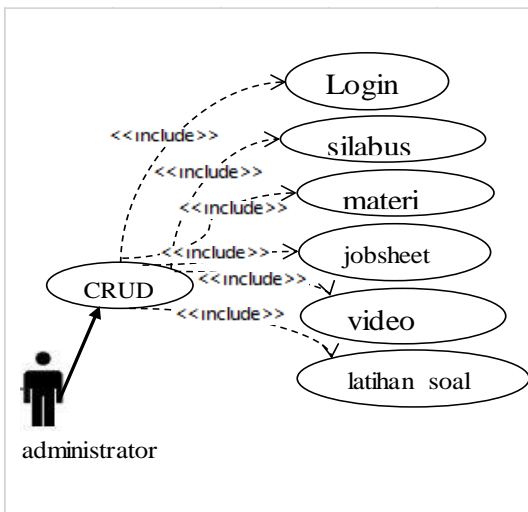 Login
<<include>>
silabus
<<include>>
materi
<<include>>
<<include>>
jobsheet
<<include>>
CRUD
<<include>>
video
latihan soal
administrator